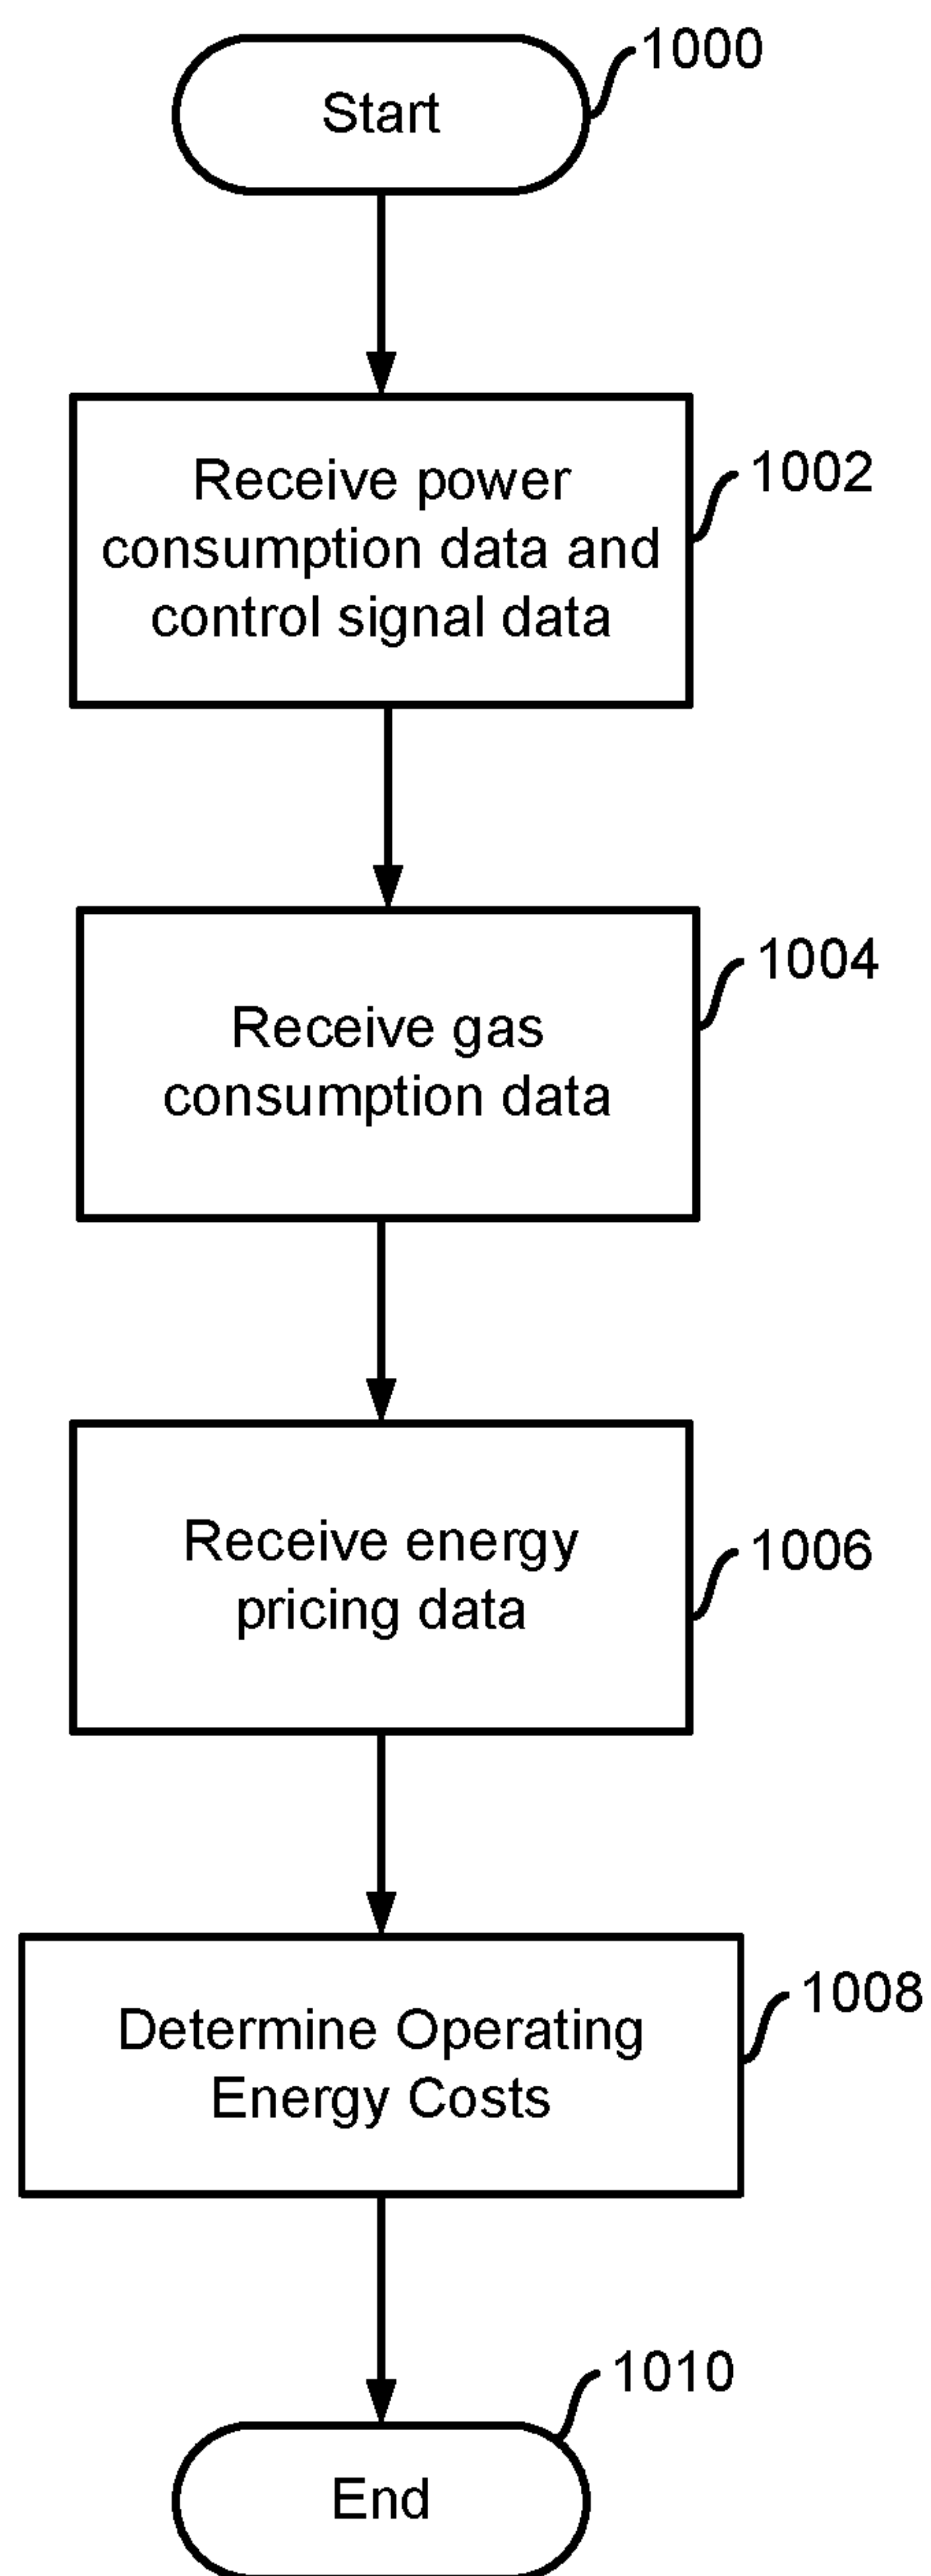 1000
Start
Receive power
consumption data and
control signal data
1002
Receive gas
consumption data
1004
Receive energy
pricing data
1006
Determine Operating
Energy Costs
1008
1010
End